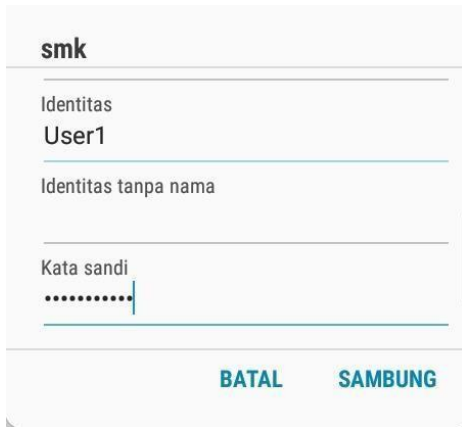 smk
Identitas
User1
Identitas tanpa nama
Kata sandi
•••••••••••
BATAL SAMBUNG